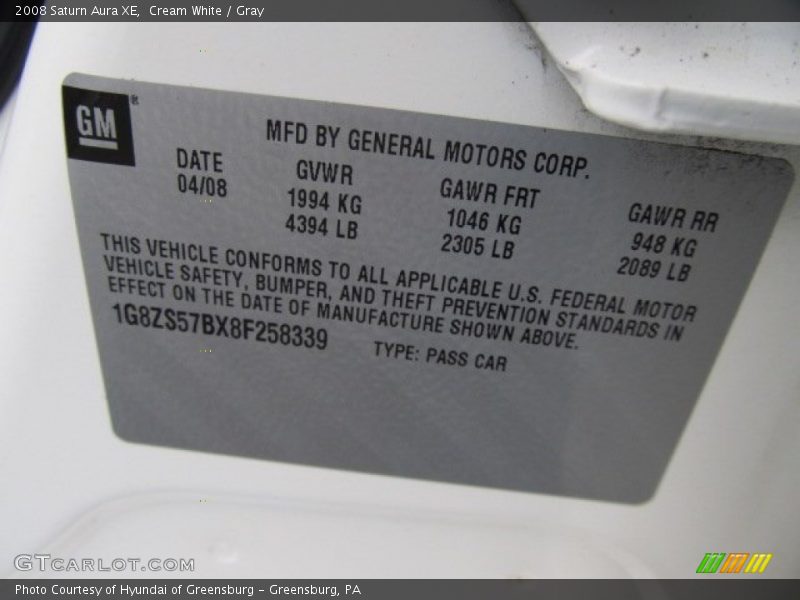 2008 Saturn Aura XE, Cream White / Gray
GM ®
MFD BY GENERAL MOTORS CORP.
DATE GVWR GAWR FRT GAWR RR
04/08 1994 KG 1046 KG 948 KG
4394 LB 2305 LB 2089 LB
THIS VEHICLE CONFORMS TO ALL APPLICABLE U.S. FEDERAL MOTOR
VEHICLE SAFETY, BUMPER, AND THEFT PREVENTION STANDARDS IN
EFFECT ON THE DATE OF MANUFACTURE SHOWN ABOVE.
1G8ZS57BX8F258339 TYPE: PASS CAR
GTCARLOT.COM
Photo Courtesy of Hyundai of Greensburg - Greensburg, PA